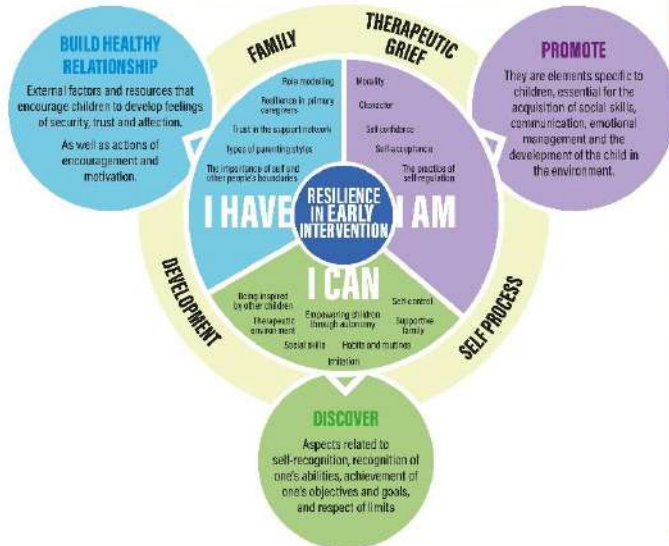 BUILD HEALTHY
RELATIONSHIP
External factors and resources that
encourage children to develop feelings
of security, trust and affection.
As well as actions of
encouragement and
motivation.
FAMILY
THERAPEUTIC
GRIEF
PROMOTE
They are elements specific to
children, essential for the
acquisition of social skills,
communication, emotional
management and the
development of the child in
the environment.
Role modelling
Resilience in primary
caregivers
Trust in the support network
Types of parenting styles
The importance of self and
other people's boundaries
I HAVE
Morality
Character
Self-confidence
Self-acceptance
The practice of
self-regulation
I AM
RESILIENCE
IN EARLY
INTERVENTION
I CAN
Being inspired
by other children
Therapeutic
environment
Empowering children
through autonomy
Self-control
Supportive
family
Social skills
Habits and routines
Imitation
DEVELOPMENT
SELF PROCESS
DISCOVER
Aspects related to
self-recognition, recognition of
one's abilities, achievement of
one's objectives and goals,
and respect of limits